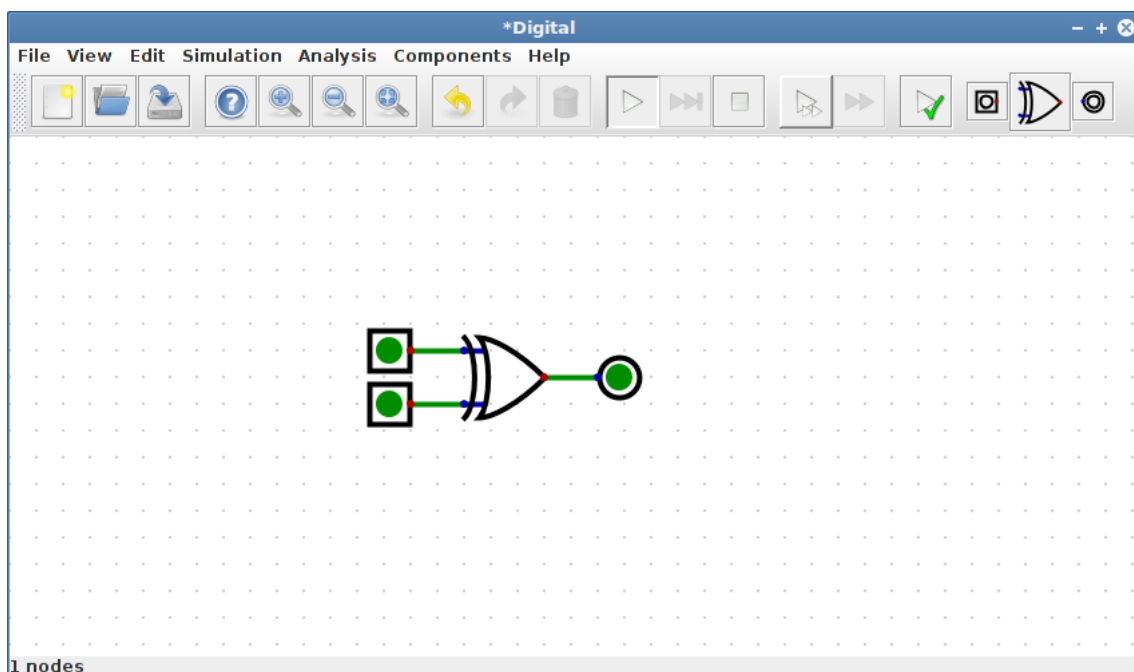 *Digital
File View Edit Simulation Analysis Components Help
1 nodes